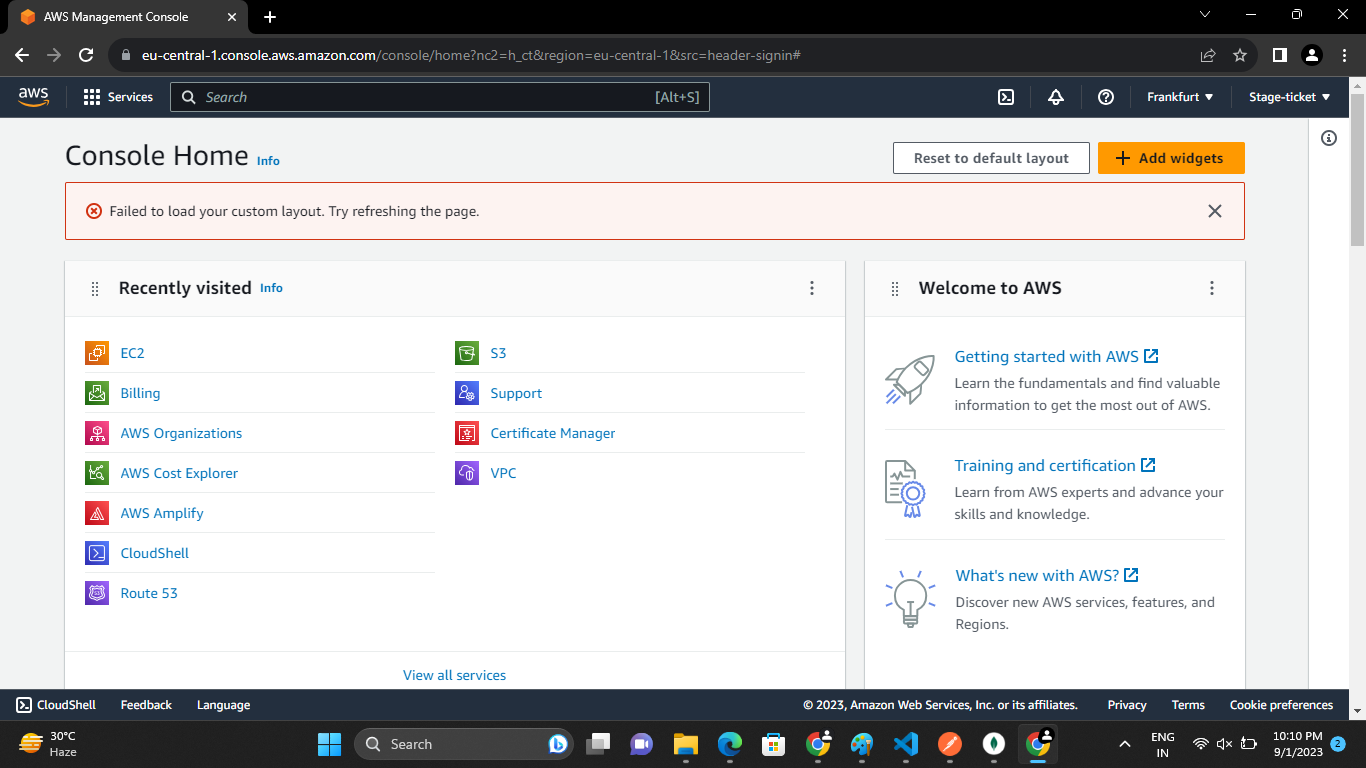 AWS Management Console
eu-central-1.console.aws.amazon.com/console/home?nc2=h_ct&region=eu-central-1&src=header-signin#
aws
Services
Search
[Alt+S]
Frankfurt
Stage-ticket
Console Home Info
Reset to default layout
Add widgets
Failed to load your custom layout. Try refreshing the page.
Recently visited Info
EC2
Billing
AWS Organizations
AWS Cost Explorer
AWS Amplify
CloudShell
Route 53
S3
Support
Certificate Manager
VPC
View all services
Welcome to AWS
Getting started with AWS
Learn the fundamentals and find valuable
information to get the most out of AWS.
Training and certification
Learn from AWS experts and advance your
skills and knowledge.
What's new with AWS?
Discover new AWS services, features, and
Regions.
CloudShell
Feedback
Language
© 2023, Amazon Web Services, Inc. or its affiliates.
Privacy
Terms
Cookie preferences
30°C
Haze
Search
ENG
IN
10:10 PM
9/1/2023
2